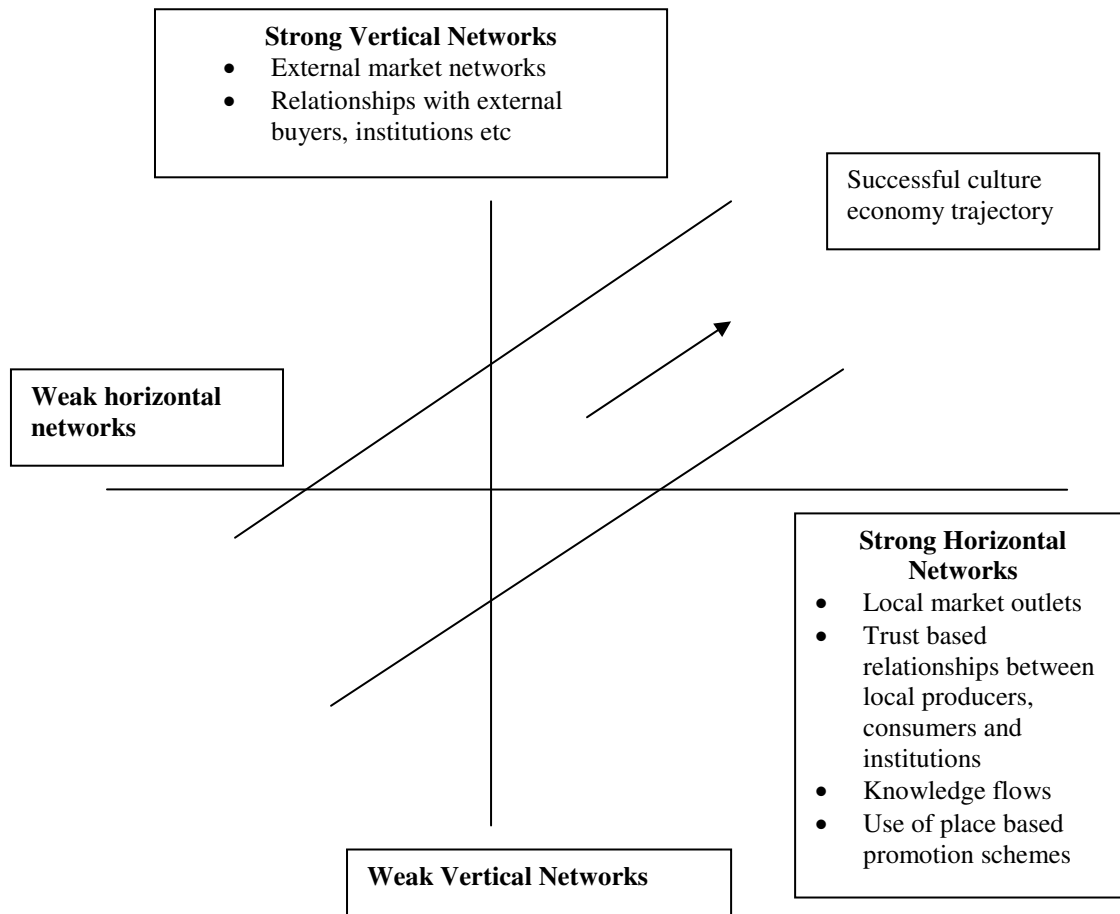 Strong Vertical Networks
• External market networks
• Relationships with external
buyers, institutions etc
Successful culture
economy trajectory
Weak horizontal
networks
Strong Horizontal
Networks
• Local market outlets
• Trust based
relationships between
local producers,
consumers and
institutions
• Knowledge flows
• Use of place based
promotion schemes
Weak Vertical Networks